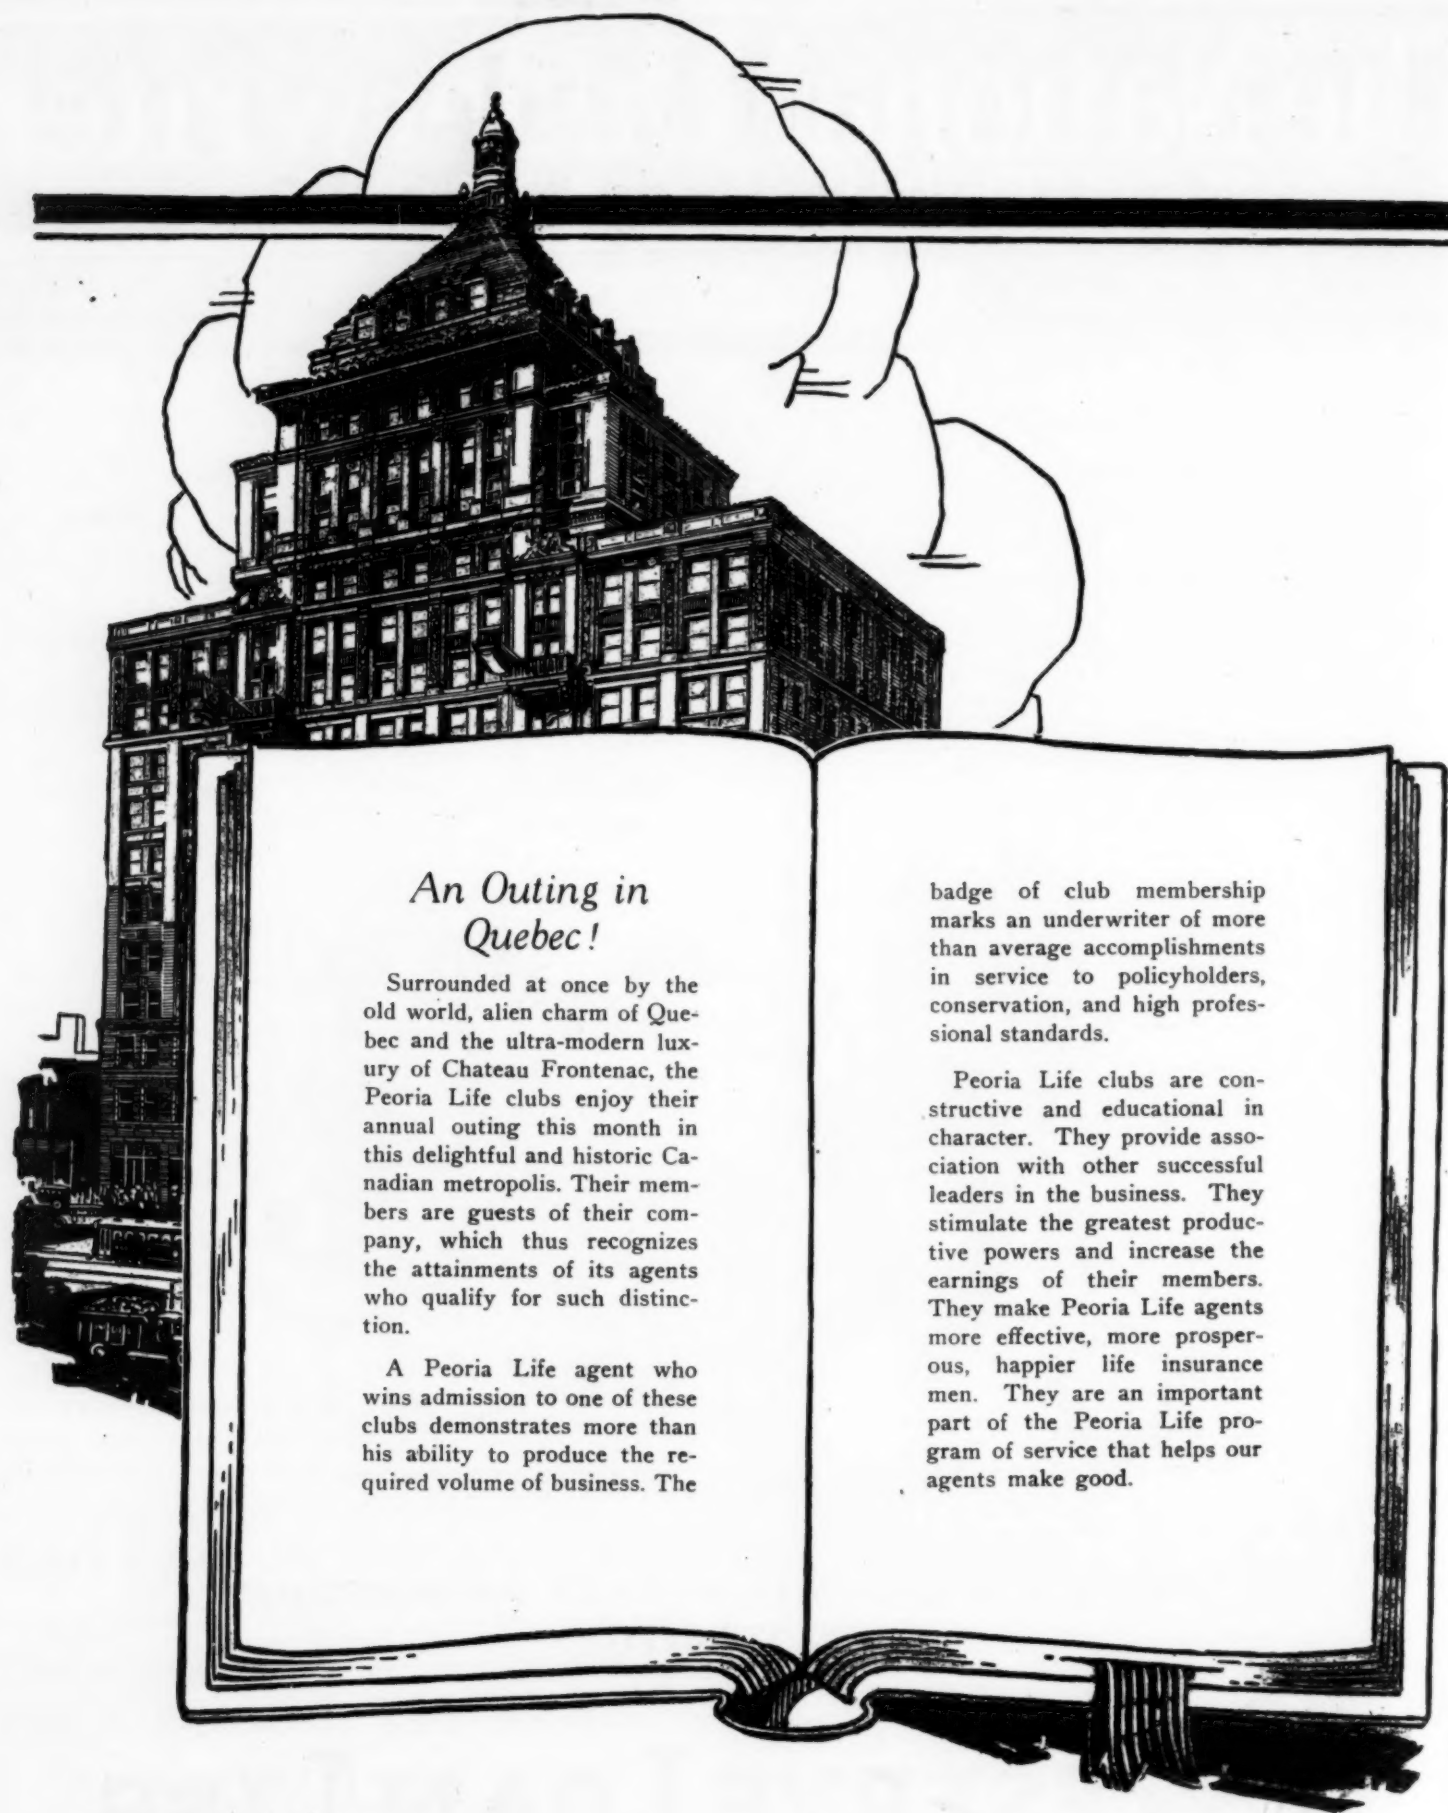 An Outing in
Quebec!
Surrounded at once by the
old world, alien charm of Que-
bec and the ultra-modern lux-
ury of Chateau Frontenac, the
Peoria Life clubs enjoy their
annual outing this month in
this delightful and historic Ca-
nadian metropolis. Their mem-
bers are guests of their com-
pany, which thus recognizes
the attainments of its agents
who qualify for such distinc-
tion.
A Peoria Life agent who
wins admission to one of these
clubs demonstrates more than
his ability to produce the re-
quired volume of business. The
badge of club membership
marks an underwriter of more
than average accomplishments
in service to policyholders,
conservation, and high profes-
sional standards.
Peoria Life clubs are con-
structive and educational in
character. They provide asso-
ciation with other successful
leaders in the business. They
stimulate the greatest produc-
tive powers and increase the
earnings of their members.
They make Peoria Life agents
more effective, more prosper-
ous, happier life insurance
men. They are an important
part of the Peoria Life pro-
gram of service that helps our
agents make good.